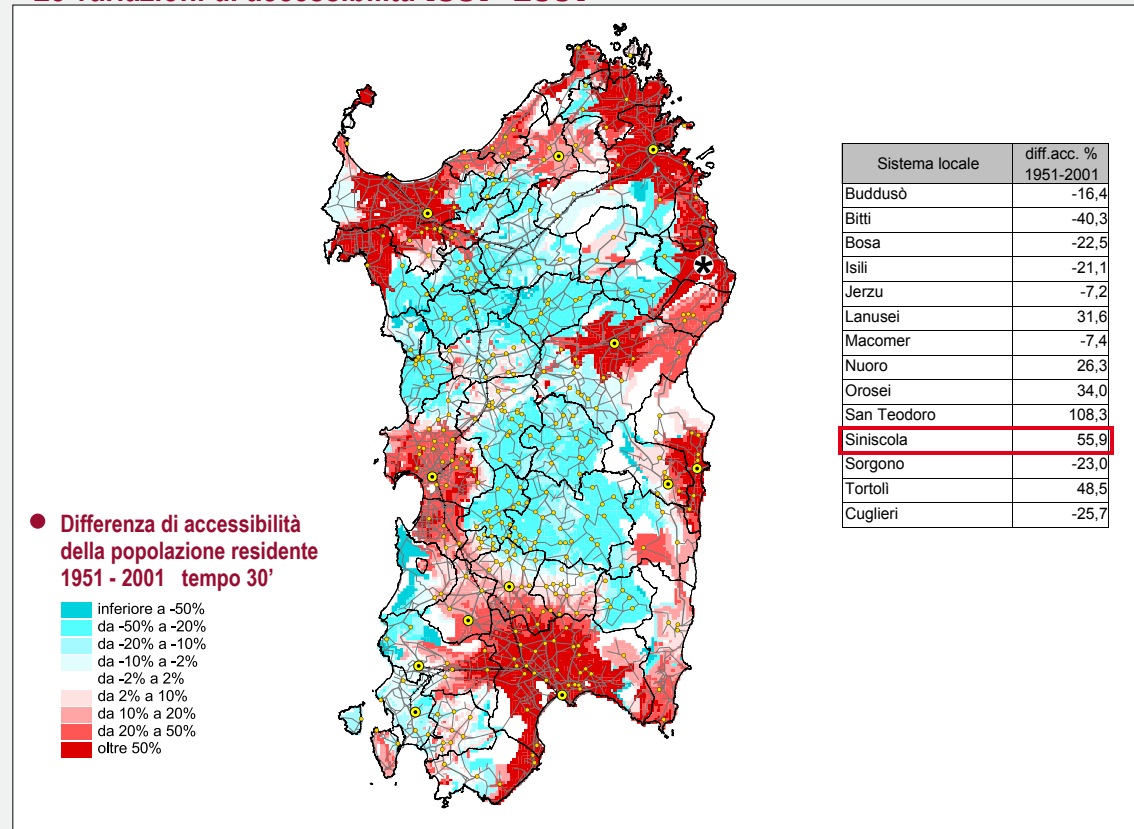 Sistema locale diff.acc. % 1951-2001
Buddusò -16,4
Bitti -40,3
Bosa -22,5
Isili -21,1
Jerzu -7,2
Lanusei 31,6
Macomer -7,4
Nuoro 26,3
Orosei 34,0
San Teodoro 108,3
Siniscola 55,9
Sorgono -23,0
Tortolì 48,5
Cuglieri -25,7
*
● Differenza di accessibilità
della popolazione residente
1951 - 2001 tempo 30'
inferiore a -50%
da -50% a -20%
da -20% a -10%
da -10% a -2%
da -2% a 2%
da 2% a 10%
da 10% a 20%
da 20% a 50%
oltre 50%